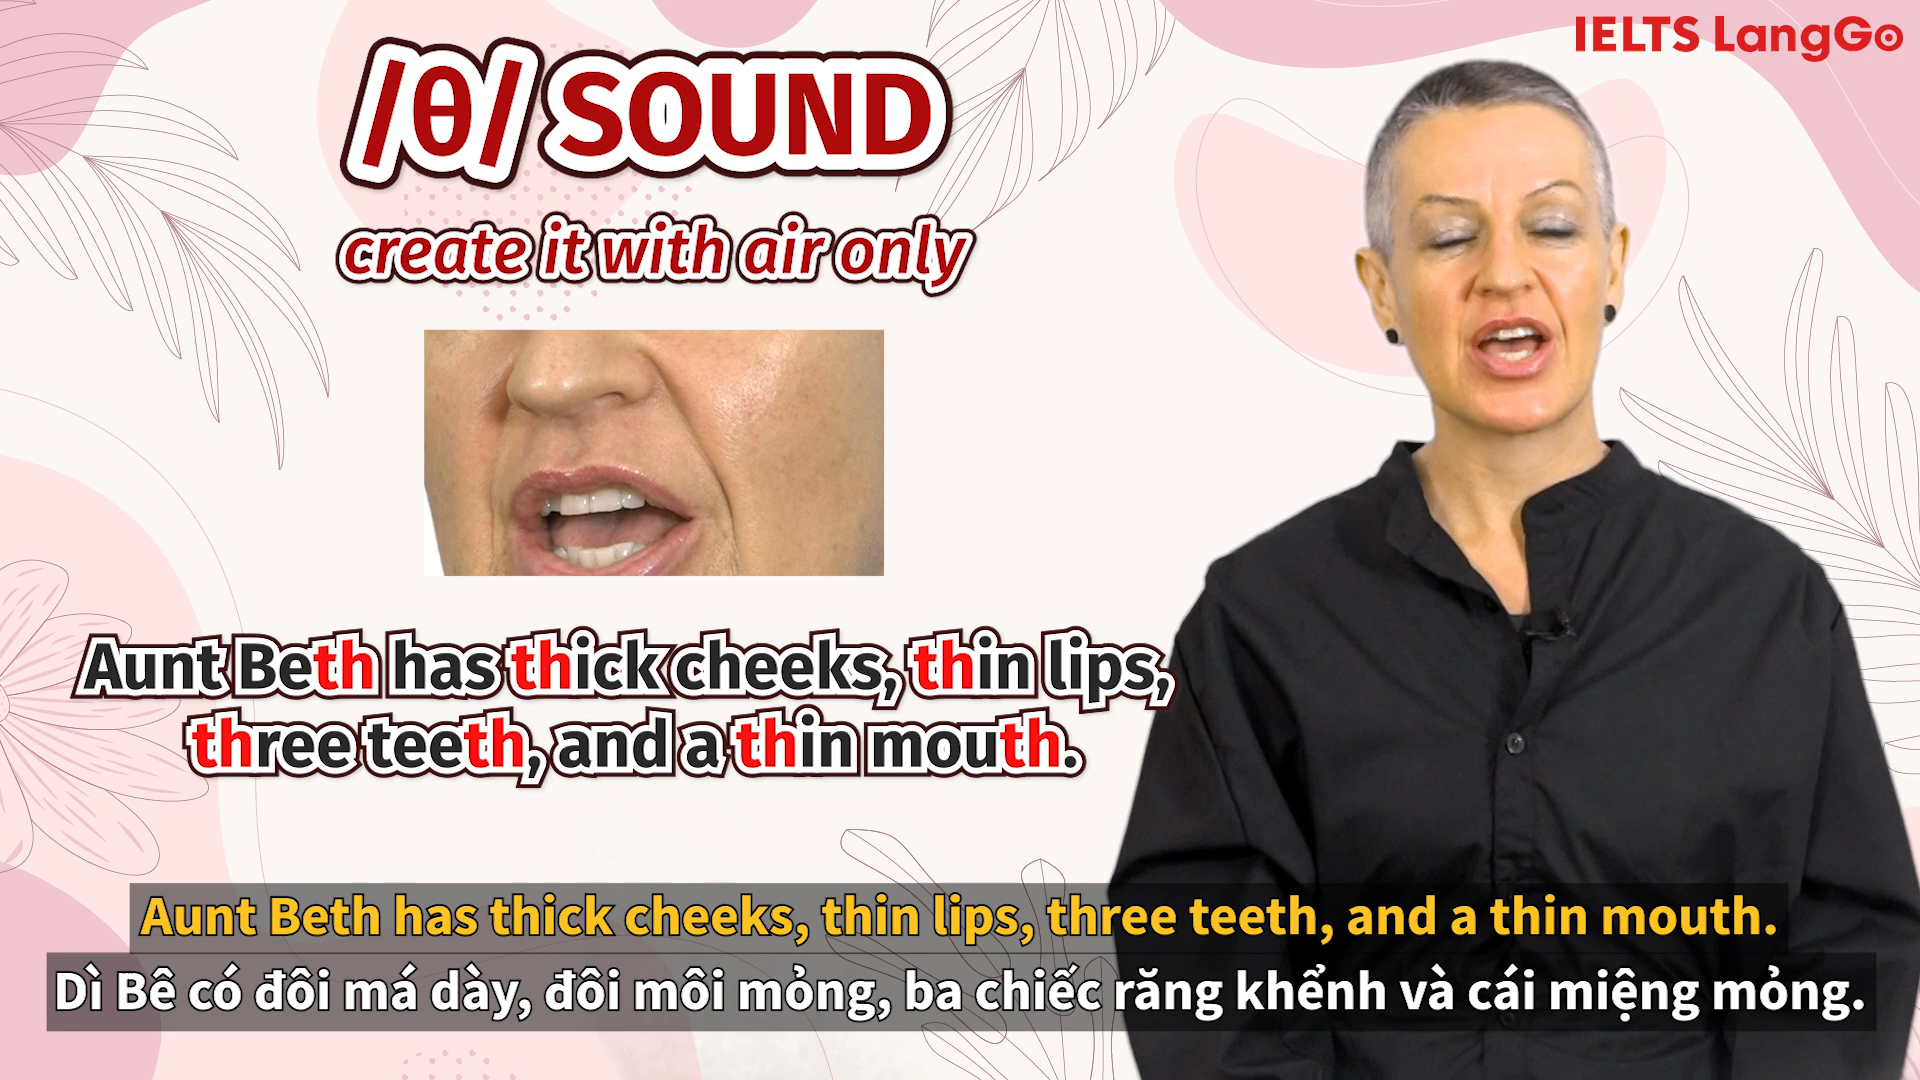 IELTS LangGo
/θ/ SOUND
create it with air only
Aunt Beth has thick cheeks, thin lips,
three teeth, and a thin mouth.
Aunt Beth has thick cheeks, thin lips, three teeth, and a thin mouth.
Dì Bê có đôi má dày, đôi môi mỏng, ba chiếc răng khểnh và cái miệng mỏng.